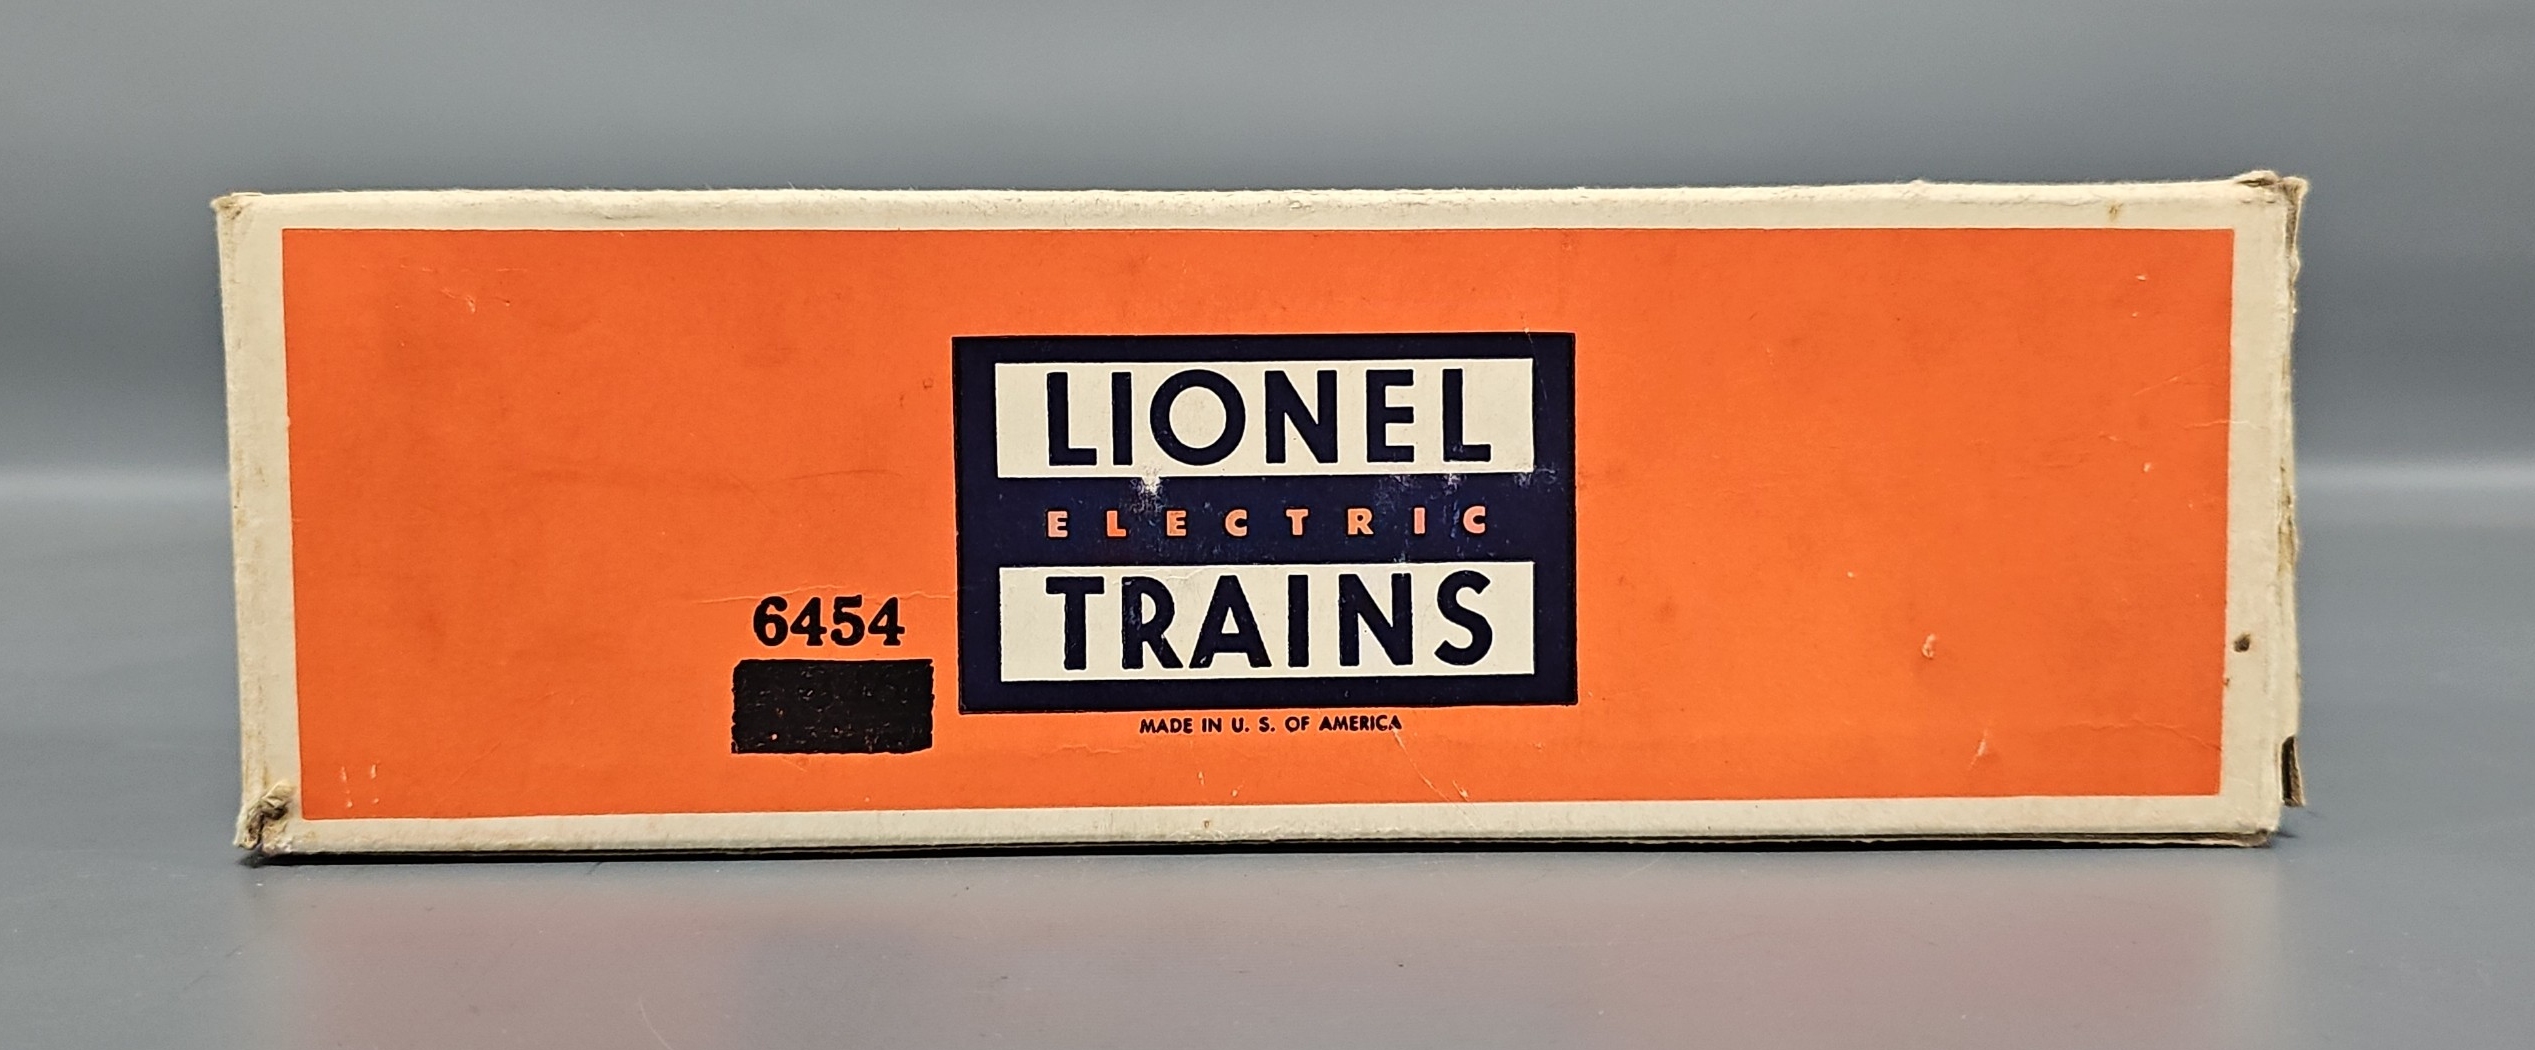 LIONEL
ELECTRIC
TRAINS
6454
MADE IN U. S. OF AMERICA